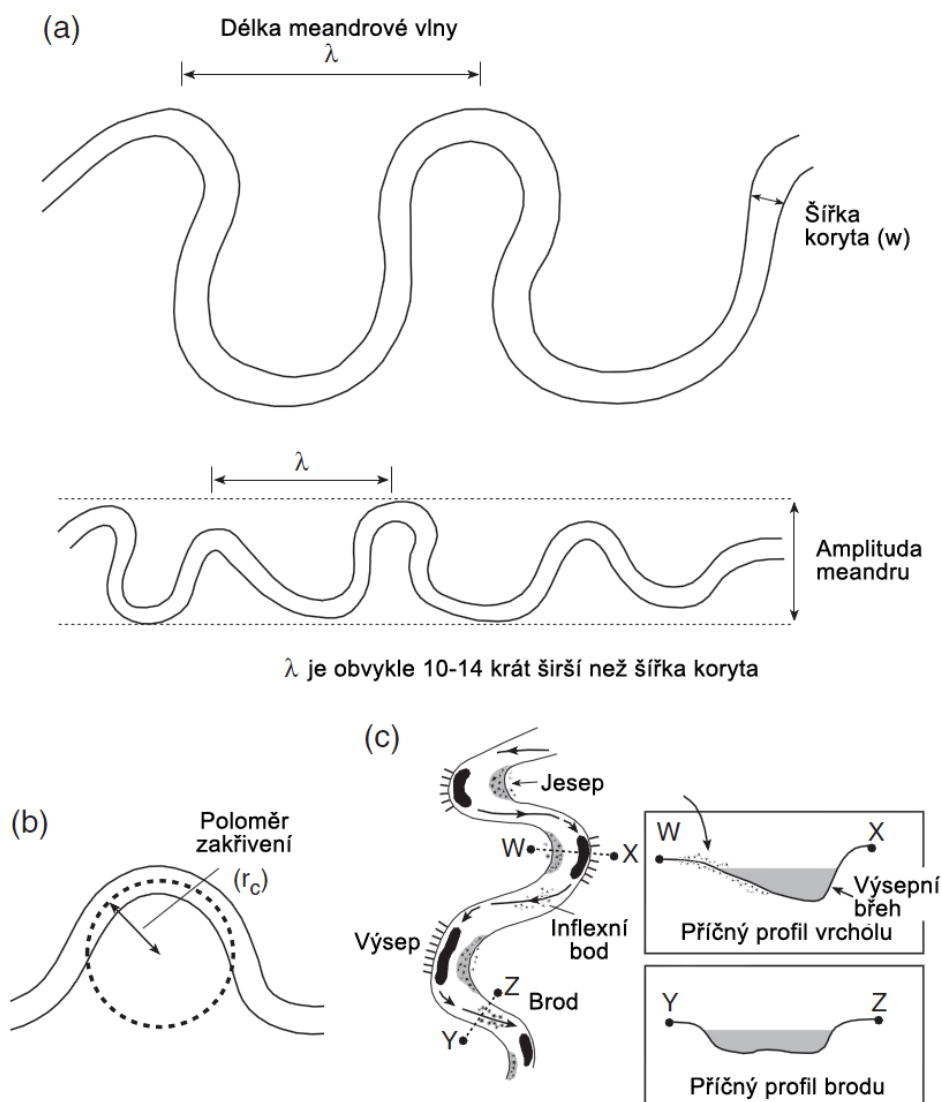 (a)
Délka meandrové vlny
λ
Šířka
koryta (w)
λ
Amplituda
meandru
λ je obvykle 10-14 krát širší než šířka koryta
(b)
Poloměr
zakřivení
(r_c)
(c)
Jesep
W
X
Inflexní
bod
Výsep
Z
Brod
Y
W
X
Výsepní
břeh
Příčný profil vrcholu
Y
Z
Příčný profil brodu